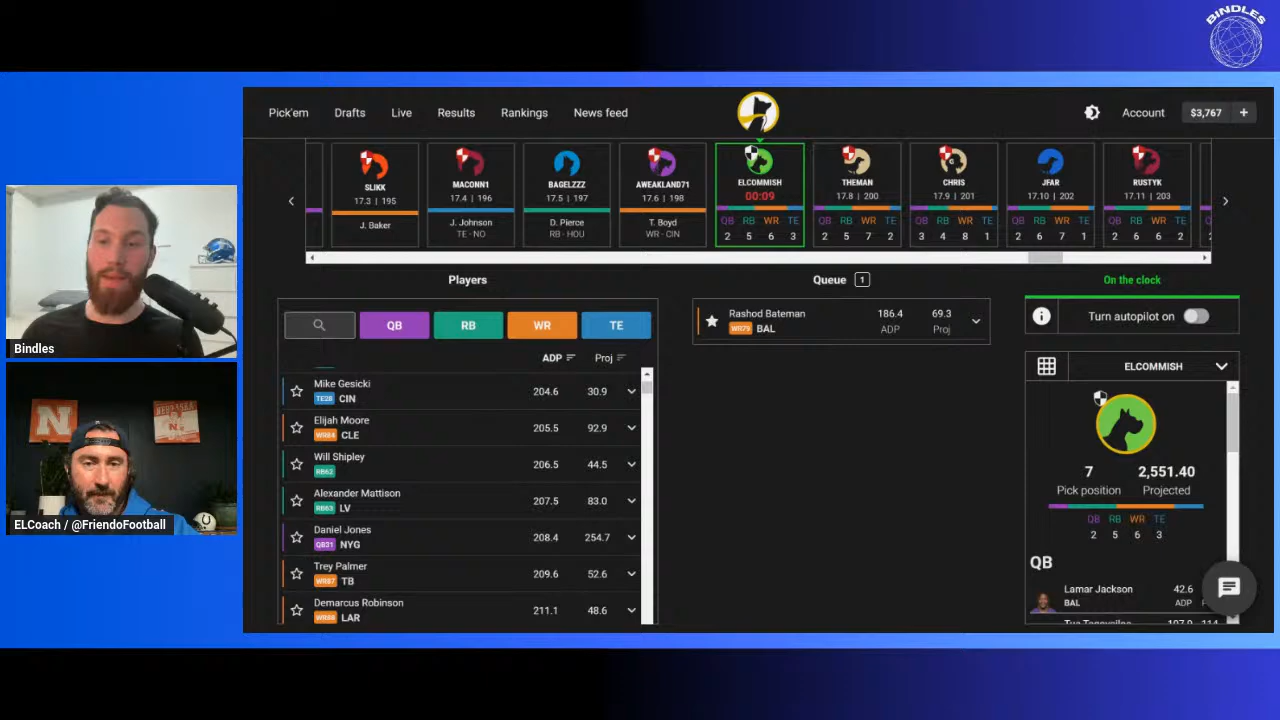 BINDLES
Pick'em Drafts Live Results Rankings News feed Account $3,767 +
SLIKK
17.3 | 195
J. Baker
MACONN1
17.4 | 196
J. Johnson
TE - NO
BAGELZZZ
17.5 | 197
D. Pierce
RB - HOU
AWEAKLAND71
17.6 | 198
T. Boyd
WR - CIN
ELCOMMISH
00:09
QB RB WR TE
2 5 6 3
THEMAN
17.8 | 200
QB RB WR TE
2 5 7 2
CHRIS
17.9 | 201
QB RB WR TE
3 4 8 1
JFAR
17.10 | 202
QB RB WR TE
2 6 7 1
RUSTYK
17.11 | 203
QB RB WR TE
2 6 6 2
Players
QB RB WR TE
ADP Proj
Mike Gesicki
TE28 CIN 204.6 30.9
Elijah Moore
WR84 CLE 205.5 92.9
Will Shipley
RB62 206.5 44.5
Alexander Mattison
RB63 LV 207.5 83.0
Daniel Jones
QB31 NYG 208.4 254.7
Trey Palmer
WR87 TB 209.6 52.6
Demarcus Robinson
WR88 LAR 211.1 48.6
Queue 1
Rashod Bateman 186.4 69.3
WR79 BAL ADP Proj
On the clock
Turn autopilot on
ELCOMMISH
7 2,551.40
Pick position Projected
QB RB WR TE
2 5 6 3
QB
Lamar Jackson 42.6
BAL ADP
Bindles
N
N
NEBRASKA
ELCoach / @FriendoFootball